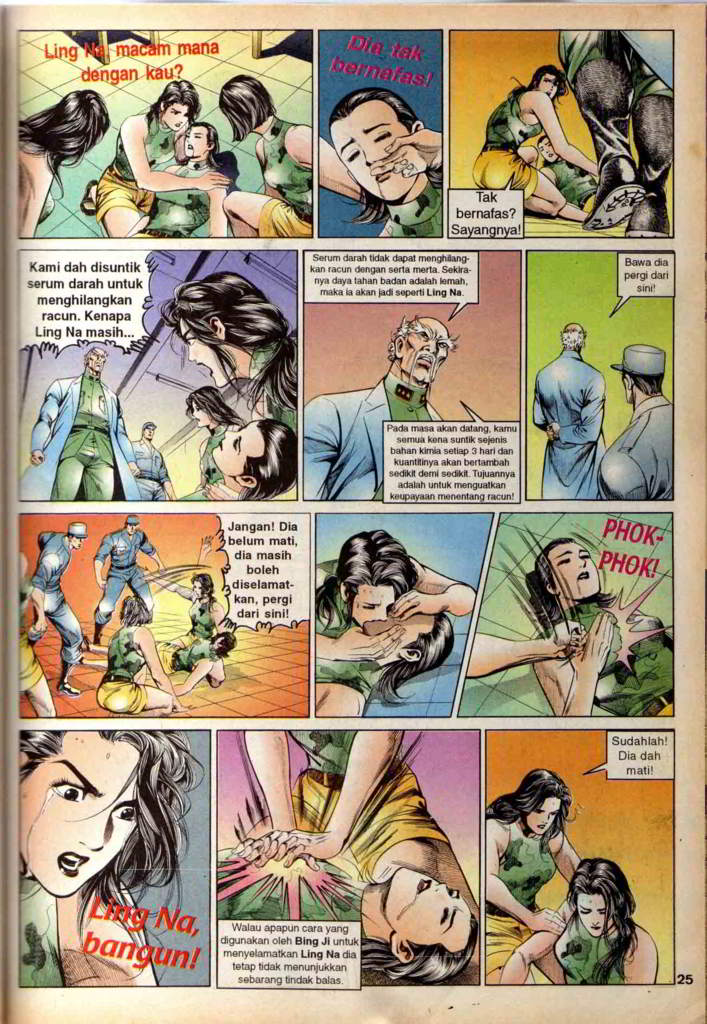 Ling Na, macam mana
dengan kau?
Dia tak
bernafas!
Tak
bernafas?
Sayangnya!
Kami dah disuntik
serum darah untuk
menghilangkan
racun. Kenapa
Ling Na masih...
Serum darah tidak dapat menghilang-
kan racun dengan serta merta. Sekira-
nya daya tahan badan adalah lemah,
maka ia akan jadi seperti Ling Na.
Pada masa akan datang, kamu
semua kena suntik sejenis
bahan kimia setiap 3 hari dan
kuantitinya akan bertambah
sedikit demi sedikit. Tujuannya
adalah untuk menguatkan
keupayaan menentang racun!
Bawa dia
pergi dari
sini!
Jangan! Dia
belum mati,
dia masih
boleh
diselamat-
kan, pergi
dari sini!
PHOK-
PHOK!
Ling Na,
bangun!
Walau apapun cara yang
digunakan oleh Bing Ji untuk
menyelamatkan Ling Na dia
tetap tidak menunjukkan
sebarang tindak balas.
Sudahlah!
Dia dah
mati!
25